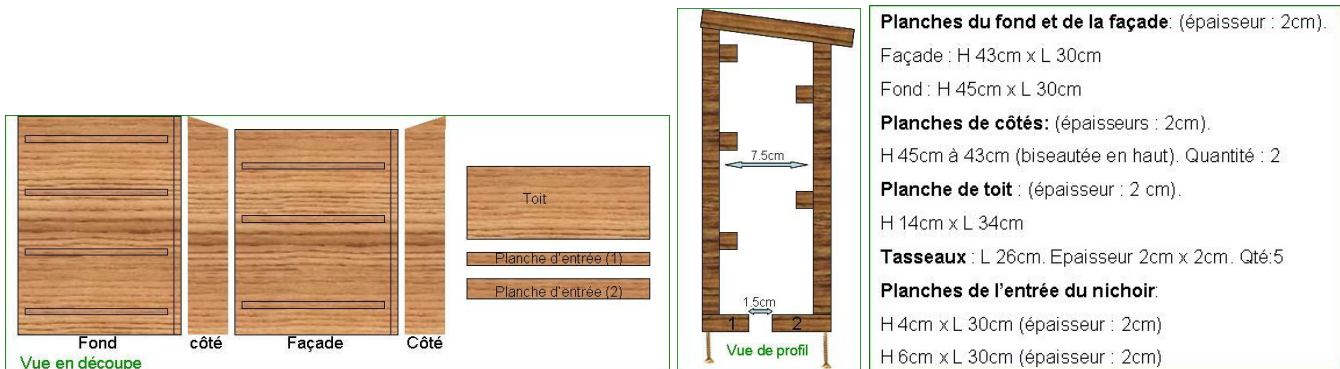 Toit
Planche d'entrée (1)
Planche d'entrée (2)
Fond côté Façade Côté
Vue en découpe
7.5cm
1.5cm
1 2
Vue de profil
Planches du fond et de la façade: (épaisseur : 2cm).
Façade : H 43cm x L 30cm
Fond : H 45cm x L 30cm
Planches de côtés: (épaisseurs : 2cm).
H 45cm à 43cm (biseautée en haut). Quantité : 2
Planche de toit : (épaisseur : 2 cm).
H 14cm x L 34cm
Tasseaux : L 26cm. Epaisseur 2cm x 2cm. Qté:5
Planches de l'entrée du nichoir:
H 4cm x L 30cm (épaisseur : 2cm)
H 6cm x L 30cm (épaisseur : 2cm)